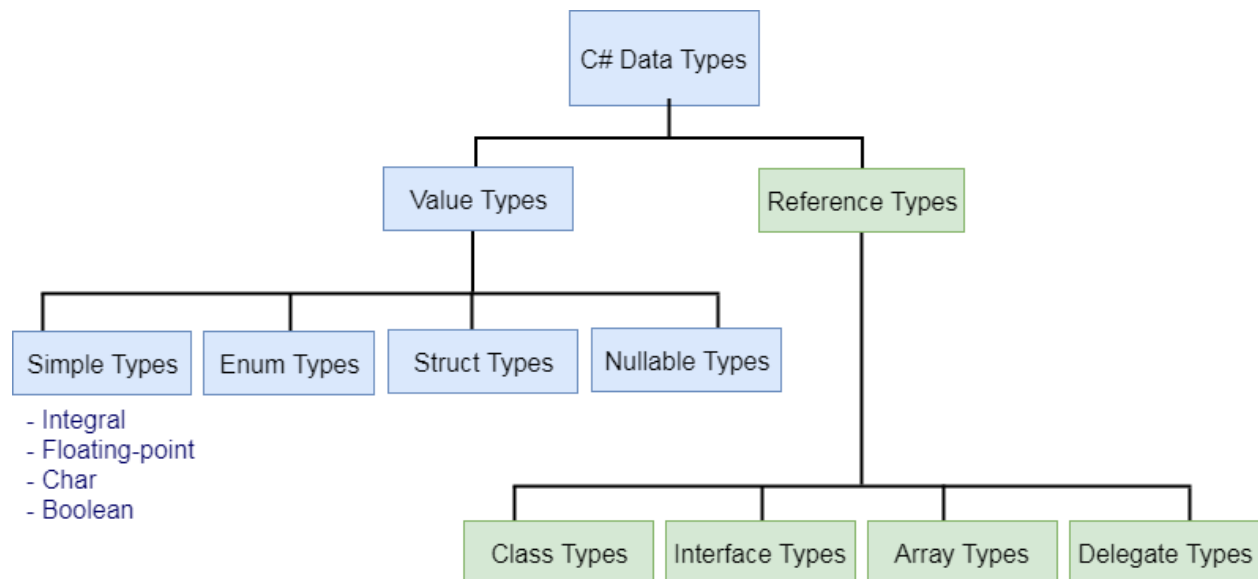 C# Data Types
Value Types
Reference Types
Simple Types
Enum Types
Struct Types
Nullable Types
- Integral
- Floating-point
- Char
- Boolean
Class Types
Interface Types
Array Types
Delegate Types